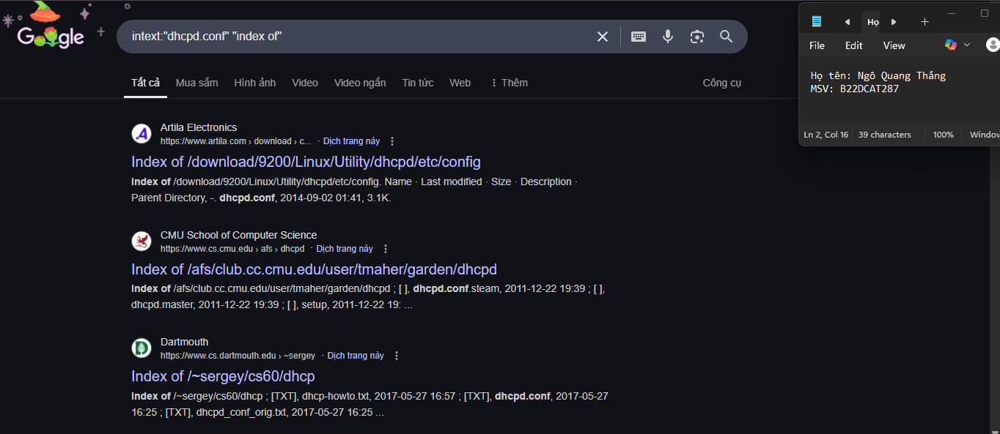 Google
intext:"dhcpd.conf" "index of"
Tất cả Mua sắm Hình ảnh Video Video ngắn Tin tức Web Thêm Công cụ
Artila Electronics
https://www.artila.com › download › c... · Dịch trang này
Index of /download/9200/Linux/Utility/dhcpd/etc/config
Index of /download/9200/Linux/Utility/dhcpd/etc/config. Name · Last modified · Size · Description ·
Parent Directory, -. dhcpd.conf, 2014-09-02 01:41, 3.1K.
CMU School of Computer Science
https://www.cs.cmu.edu › afs › dhcpd · Dịch trang này
Index of /afs/club.cc.cmu.edu/user/tmaher/garden/dhcpd
Index of /afs/club.cc.cmu.edu/user/tmaher/garden/dhcpd ; [ ], dhcpd.conf.steam, 2011-12-22 19:39 ; [ ],
dhcpd.master, 2011-12-22 19:39 ; [ ], setup, 2011-12-22 19: ...
Dartmouth
https://www.cs.dartmouth.edu › ~sergey · Dịch trang này
Index of /~sergey/cs60/dhcp
Index of /~sergey/cs60/dhcp ; [TXT], dhcp-howto.txt, 2017-05-27 16:57 ; [TXT], dhcpd.conf, 2017-05-27
16:25 ; [TXT], dhcpd_conf_orig.txt, 2017-05-27 16:25 ...
Họ
File Edit View
Họ tên: Ngô Quang Thắng
MSV: B22DCAT287
Ln 2, Col 16 39 characters 100% Window